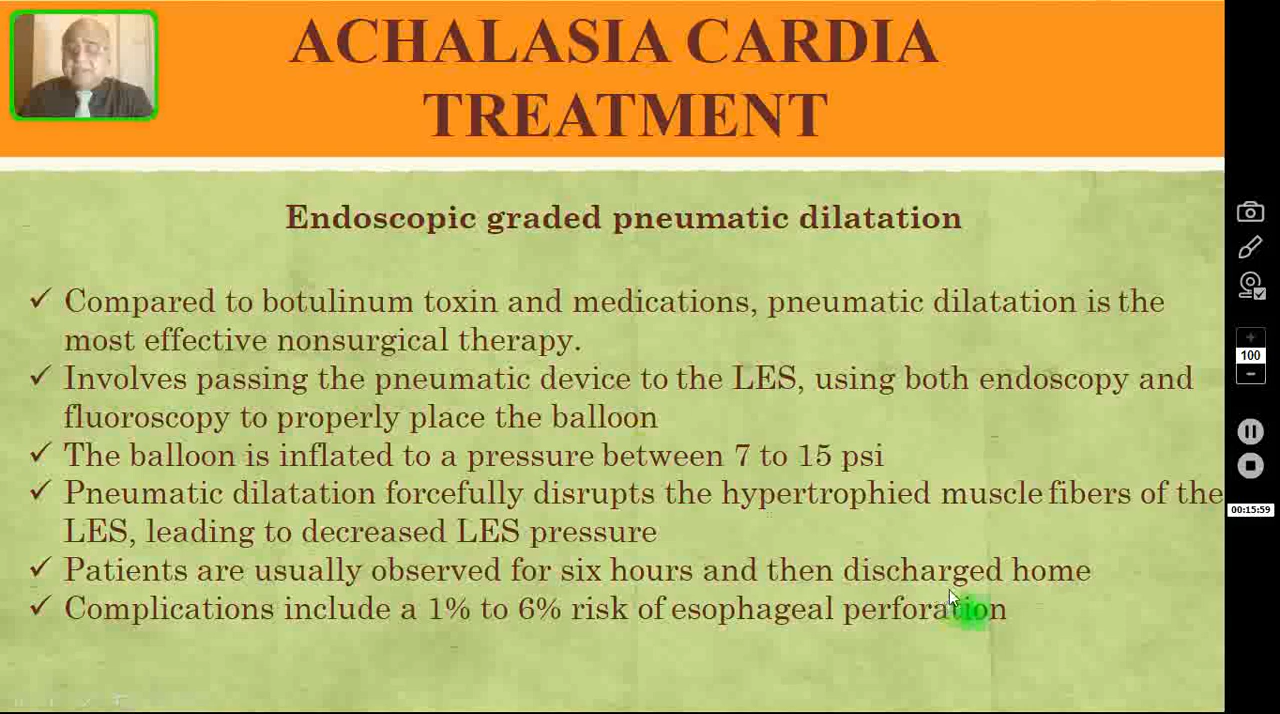 ACHALASIA CARDIA
TREATMENT
Endoscopic graded pneumatic dilatation
✓ Compared to botulinum toxin and medications, pneumatic dilatation is the
most effective nonsurgical therapy.
✓ Involves passing the pneumatic device to the LES, using both endoscopy and
fluoroscopy to properly place the balloon
✓ The balloon is inflated to a pressure between 7 to 15 psi
✓ Pneumatic dilatation forcefully disrupts the hypertrophied muscle fibers of the
LES, leading to decreased LES pressure
✓ Patients are usually observed for six hours and then discharged home
✓ Complications include a 1% to 6% risk of esophageal perforation
100
00:15:59